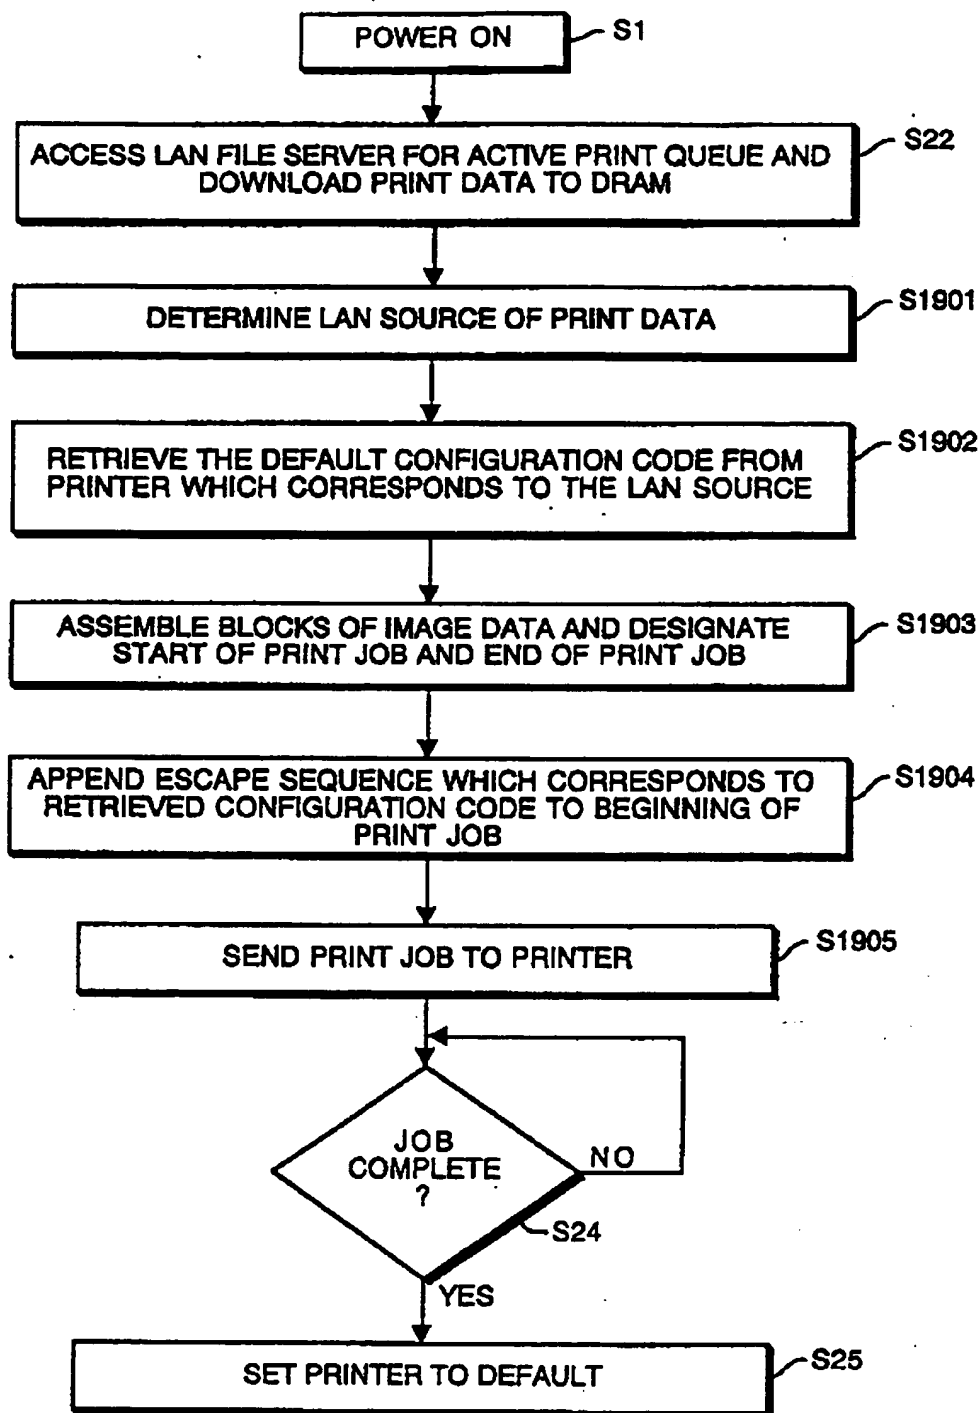 POWER ON
S1
ACCESS LAN FILE SERVER FOR ACTIVE PRINT QUEUE AND
DOWNLOAD PRINT DATA TO DRAM
S22
DETERMINE LAN SOURCE OF PRINT DATA
S1901
RETRIEVE THE DEFAULT CONFIGURATION CODE FROM
PRINTER WHICH CORRESPONDS TO THE LAN SOURCE
S1902
ASSEMBLE BLOCKS OF IMAGE DATA AND DESIGNATE
START OF PRINT JOB AND END OF PRINT JOB
S1903
APPEND ESCAPE SEQUENCE WHICH CORRESPONDS TO
RETRIEVED CONFIGURATION CODE TO BEGINNING OF
PRINT JOB
S1904
SEND PRINT JOB TO PRINTER
S1905
JOB
COMPLETE
?
NO
S24
YES
SET PRINTER TO DEFAULT
S25